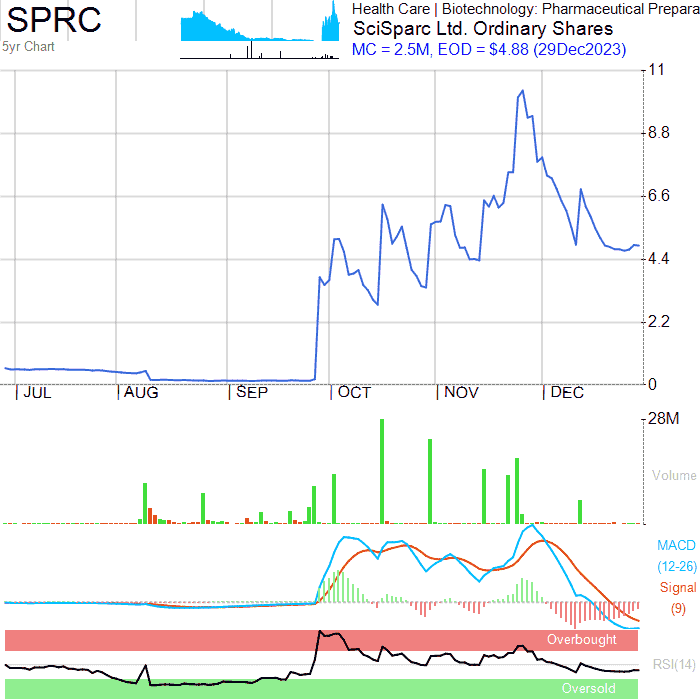 SPRC
5yr Chart
Health Care | Biotechnology: Pharmaceutical Prepara
SciSparc Ltd. Ordinary Shares
MC = 2.5M, EOD = $4.88 (29Dec2023)
11
8.8
6.6
4.4
2.2
0
JUL AUG SEP OCT NOV DEC
28M
Volume
MACD
(12-26)
Signal
(9)
Overbought
RSI(14)
Oversold